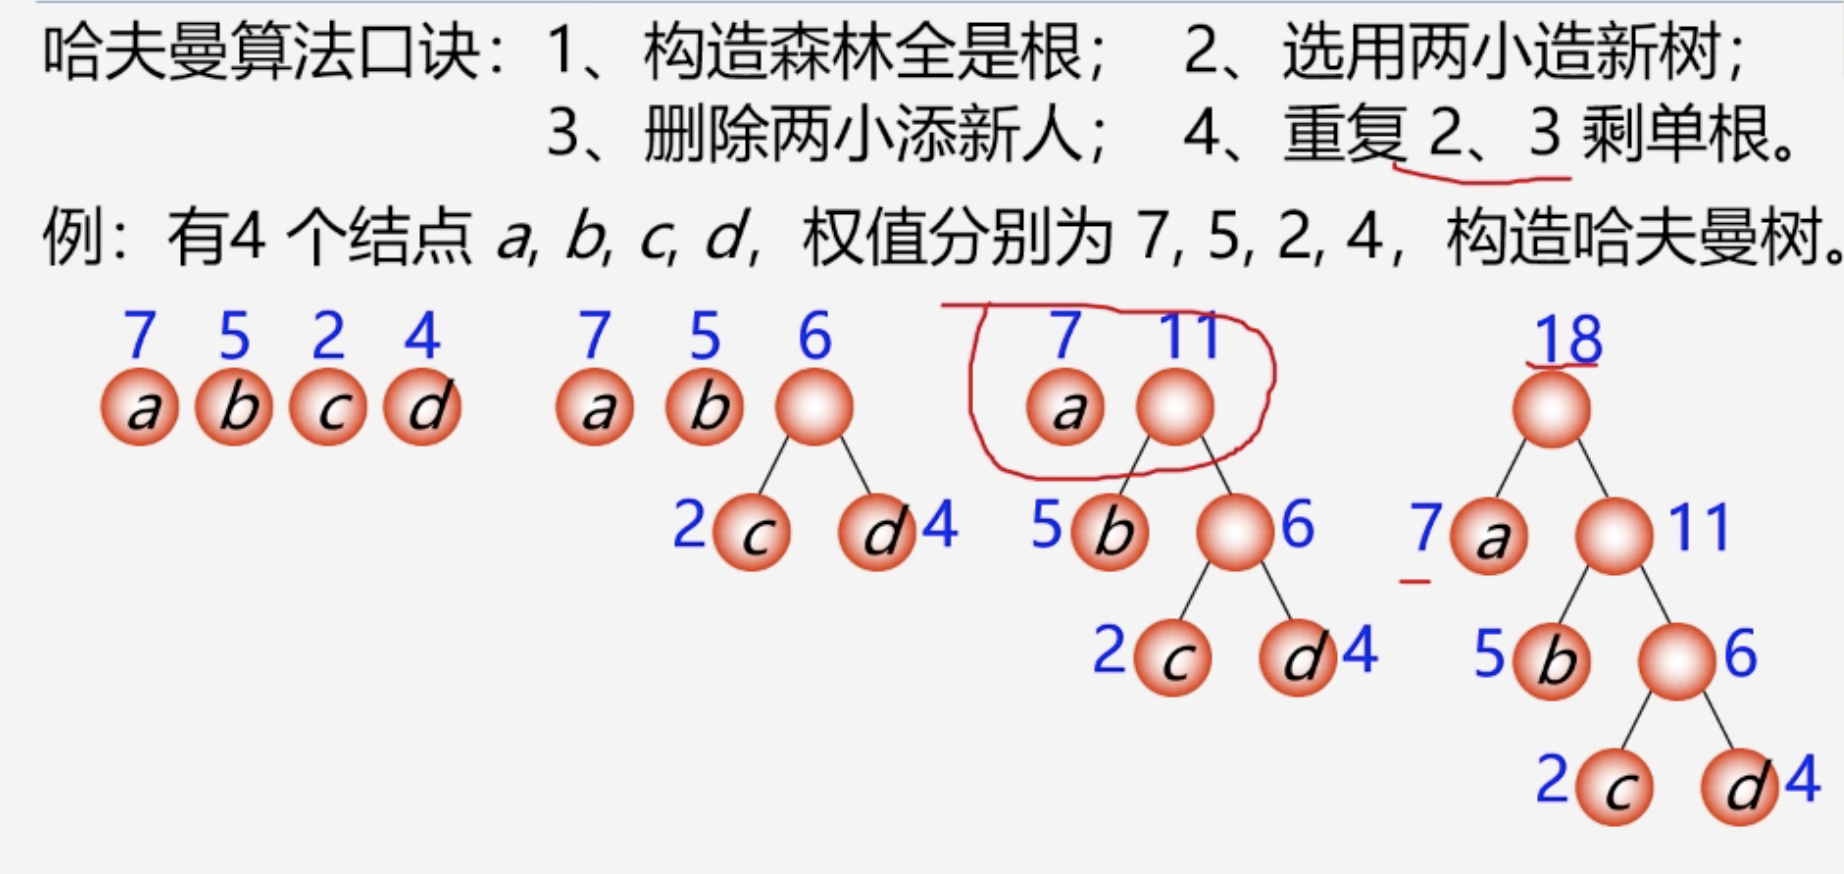 哈夫曼算法口诀：1、构造森林全是根； 2、选用两小造新树；
3、删除两小添新人； 4、重复 2、3 剩单根。
例：有4 个结点 a, b, c, d，权值分别为 7, 5, 2, 4，构造哈夫曼树。
7 5 2 4 7 5 6 7 11 18
a b c d a b a
2 c d 4 5 b 6 7 a 11
2 c d 4 5 b 6
2 c d 4